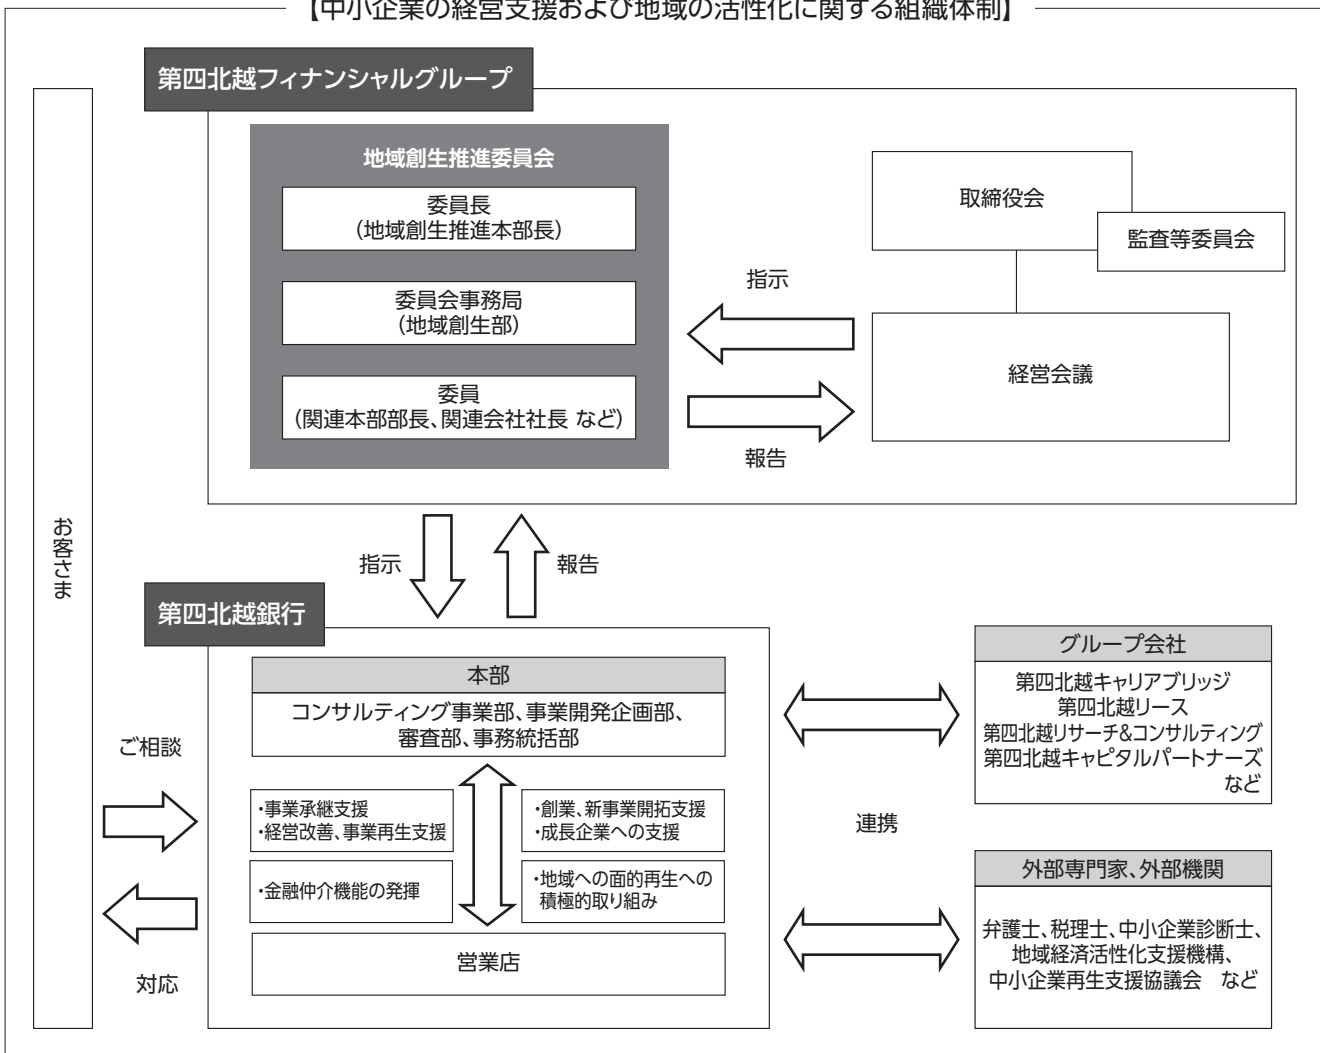 【中小企業の経営支援および地域の活性化に関する組織体制】
お客さま
第四北越フィナンシャルグループ
地域創生推進委員会
委員長
(地域創生推進本部長)
委員会事務局
(地域創生部)
委員
(関連本部部長、関連会社社長 など)
指示
報告
取締役会
監査等委員会
経営会議
指示
報告
第四北越銀行
本部
コンサルティング事業部、事業開発企画部、
審査部、事務統括部
・事業承継支援
・経営改善、事業再生支援
・創業、新事業開拓支援
・成長企業への支援
・金融仲介機能の発揮
・地域への面的再生への
積極的取り組み
営業店
ご相談
対応
連携
グループ会社
第四北越キャリアブリッジ
第四北越リース
第四北越リサーチ&コンサルティング
第四北越キャピタルパートナーズ
など
外部専門家、外部機関
弁護士、税理士、中小企業診断士、
地域経済活性化支援機構、
中小企業再生支援協議会 など